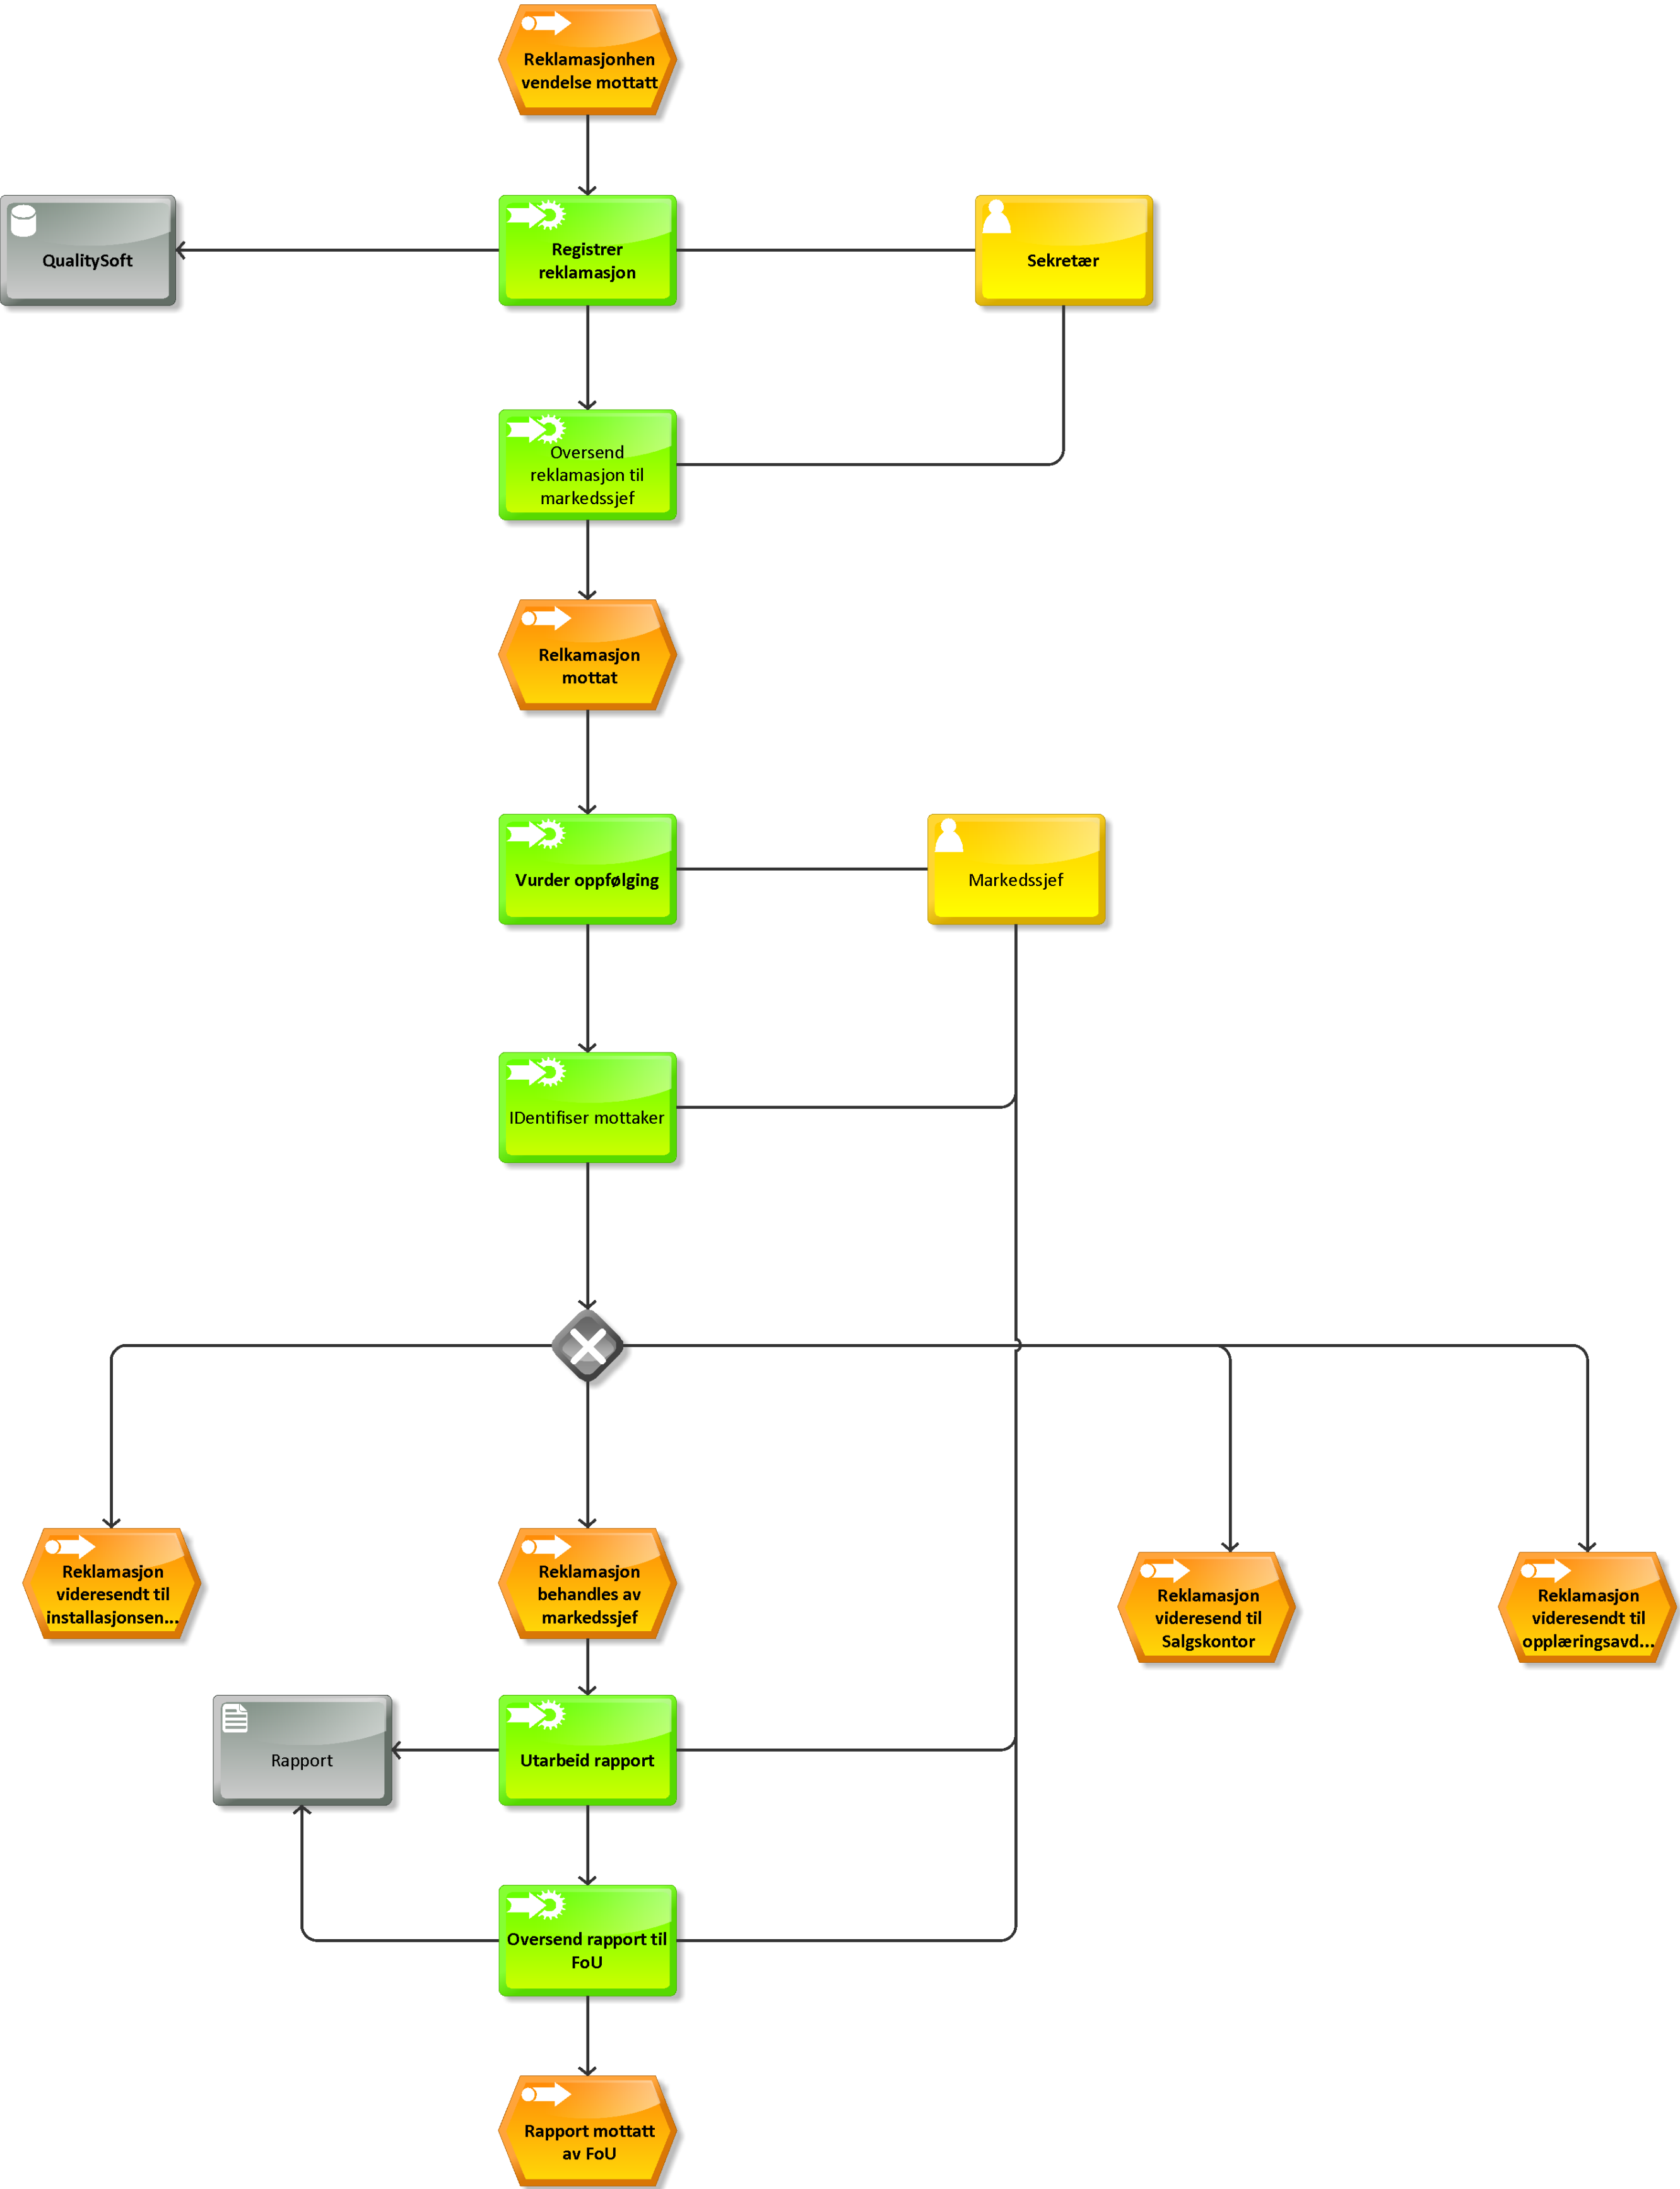 Reklamasjonhen
vendelse mottatt
QualitySoft
Registrer
reklamasjon
Sekretær
Oversend
reklamasjon til
markedssjef
Relkamasjon
mottat
Vurder oppfølging
Markedssjef
IDentifiser mottaker
Reklamasjon
videresendt til
installasjonsen...
Reklamasjon
behandles av
markedssjef
Reklamasjon
videresend til
Salgskontor
Reklamasjon
videresendt til
opplæringsavd...
Rapport
Utarbeid rapport
Oversend rapport til
FoU
Rapport mottatt
av FoU